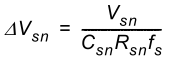 ΔV_sn = V_sn / (C_sn R_sn f_s)